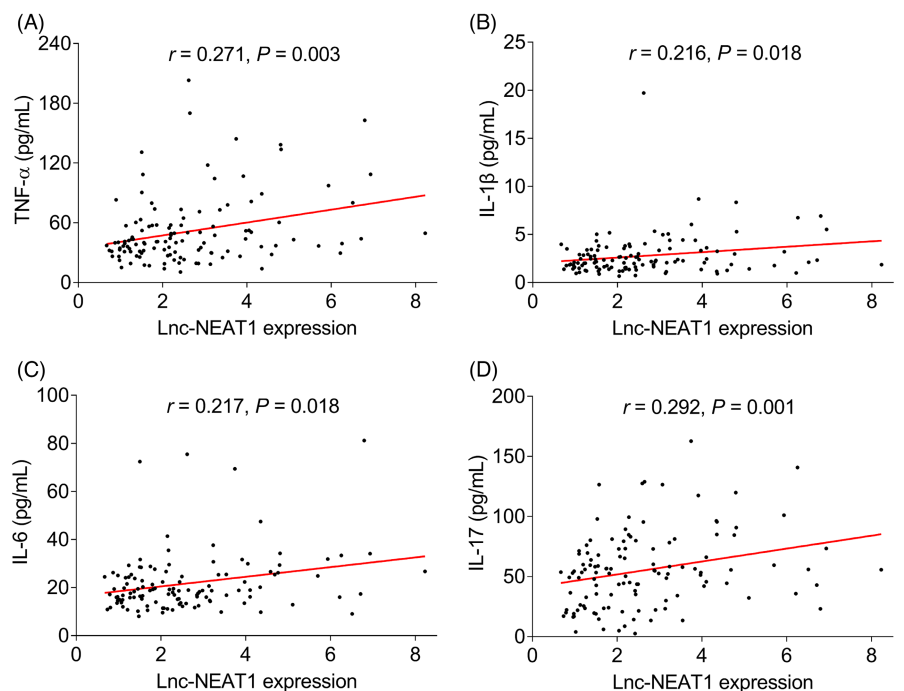 (A)
r = 0.271, P = 0.003
TNF-α (pg/mL)
240
180
120
60
0
0 2 4 6 8
Lnc-NEAT1 expression
(B)
r = 0.216, P = 0.018
IL-1β (pg/mL)
25
20
15
10
5
0
0 2 4 6 8
Lnc-NEAT1 expression
(C)
r = 0.217, P = 0.018
IL-6 (pg/mL)
100
80
60
40
20
0
0 2 4 6 8
Lnc-NEAT1 expression
(D)
r = 0.292, P = 0.001
IL-17 (pg/mL)
200
150
100
50
0
0 2 4 6 8
Lnc-NEAT1 expression